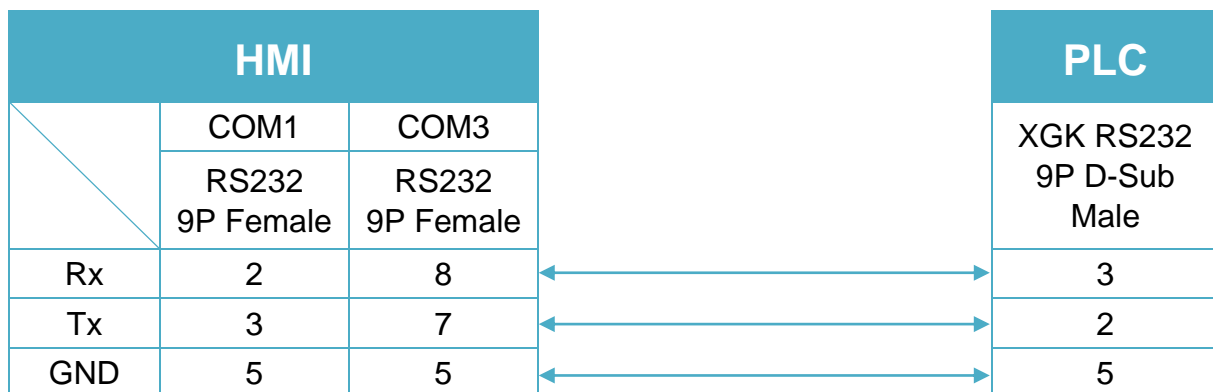 HMI
PLC
COM1 COM3
RS232 RS232
9P Female 9P Female
XGK RS232
9P D-Sub
Male
Rx 2 8 3
Tx 3 7 2
GND 5 5 5